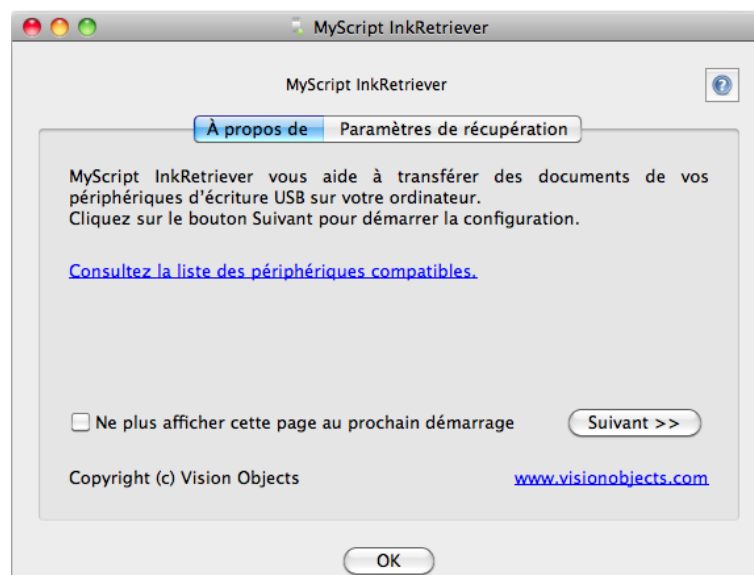 MyScript InkRetriever
MyScript InkRetriever
À propos de Paramètres de récupération
MyScript InkRetriever vous aide à transférer des documents de vos
périphériques d'écriture USB sur votre ordinateur.
Cliquez sur le bouton Suivant pour démarrer la configuration.
Consultez la liste des périphériques compatibles.
Ne plus afficher cette page au prochain démarrage Suivant >>
Copyright (c) Vision Objects www.visionobjects.com
OK